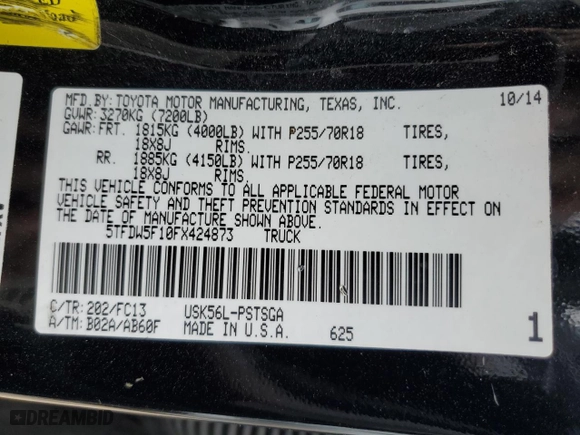 MFD.BY:TOYOTA MOTOR MANUFACTURING, TEXAS, INC. 10/14
GVWR:3270KG (7200LB)
GAWR:FRT. 1815KG (4000LB) WITH P255/70R18 TIRES,
18X8J RIMS.
RR. 1885KG (4150LB) WITH P255/70R18 TIRES,
18X8J RIMS.
THIS VEHICLE CONFORMS TO ALL APPLICABLE FEDERAL MOTOR
VEHICLE SAFETY AND THEFT PREVENTION STANDARDS IN EFFECT ON
THE DATE OF MANUFACTURE SHOWN ABOVE.
5TFDW5F10FX424873 TRUCK
C/TR:202/FC13 USK56L-PSTSGA
A/TM:B02A/AB60F MADE IN U.S.A. 625 1
DREAMBID